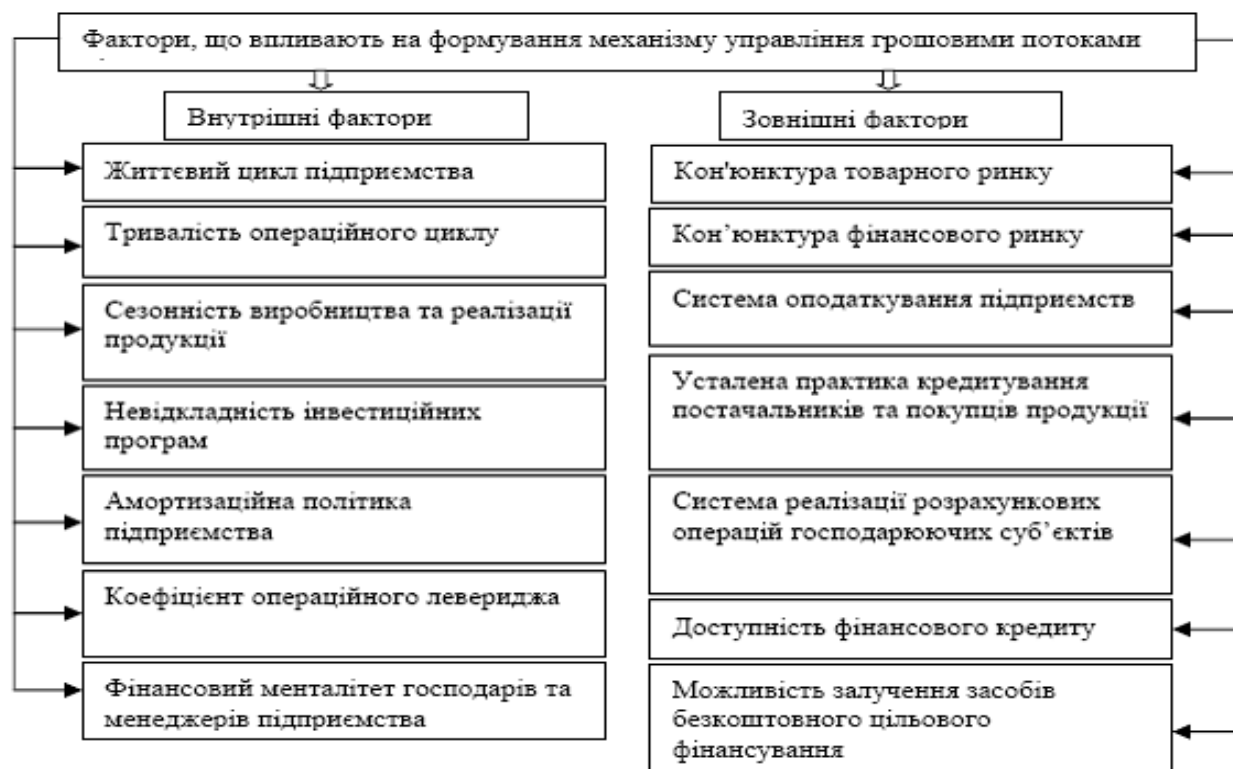 Фактори, що впливають на формування механізму управління грошовими потоками
Внутрішні фактори
Життєвий цикл підприємства
Тривалість операційного циклу
Сезонність виробництва та реалізації
продукції
Невідкладність інвестиційних
програм
Амортизаційна політика
підприємства
Коефіцієнт операційного левериджа
Фінансовий менталітет господарів та
менеджерів підприємства
Зовнішні фактори
Кон'юнктура товарного ринку
Кон’юнктура фінансового ринку
Система оподаткування підприємств
Усталена практика кредитування
постачальників та покупців продукції
Система реалізації розрахункових
операцій господарюючих суб’єктів
Доступність фінансового кредиту
Можливість залучення засобів
безкоштовного цільового
фінансування